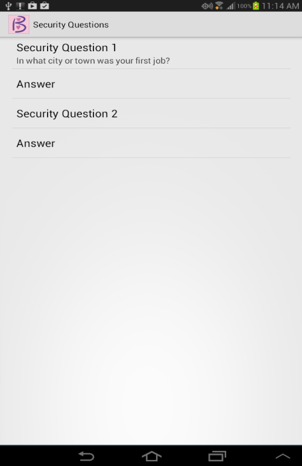 100% 11:14 AM
Security Questions
Security Question 1
In what city or town was your first job?
Answer
Security Question 2
Answer